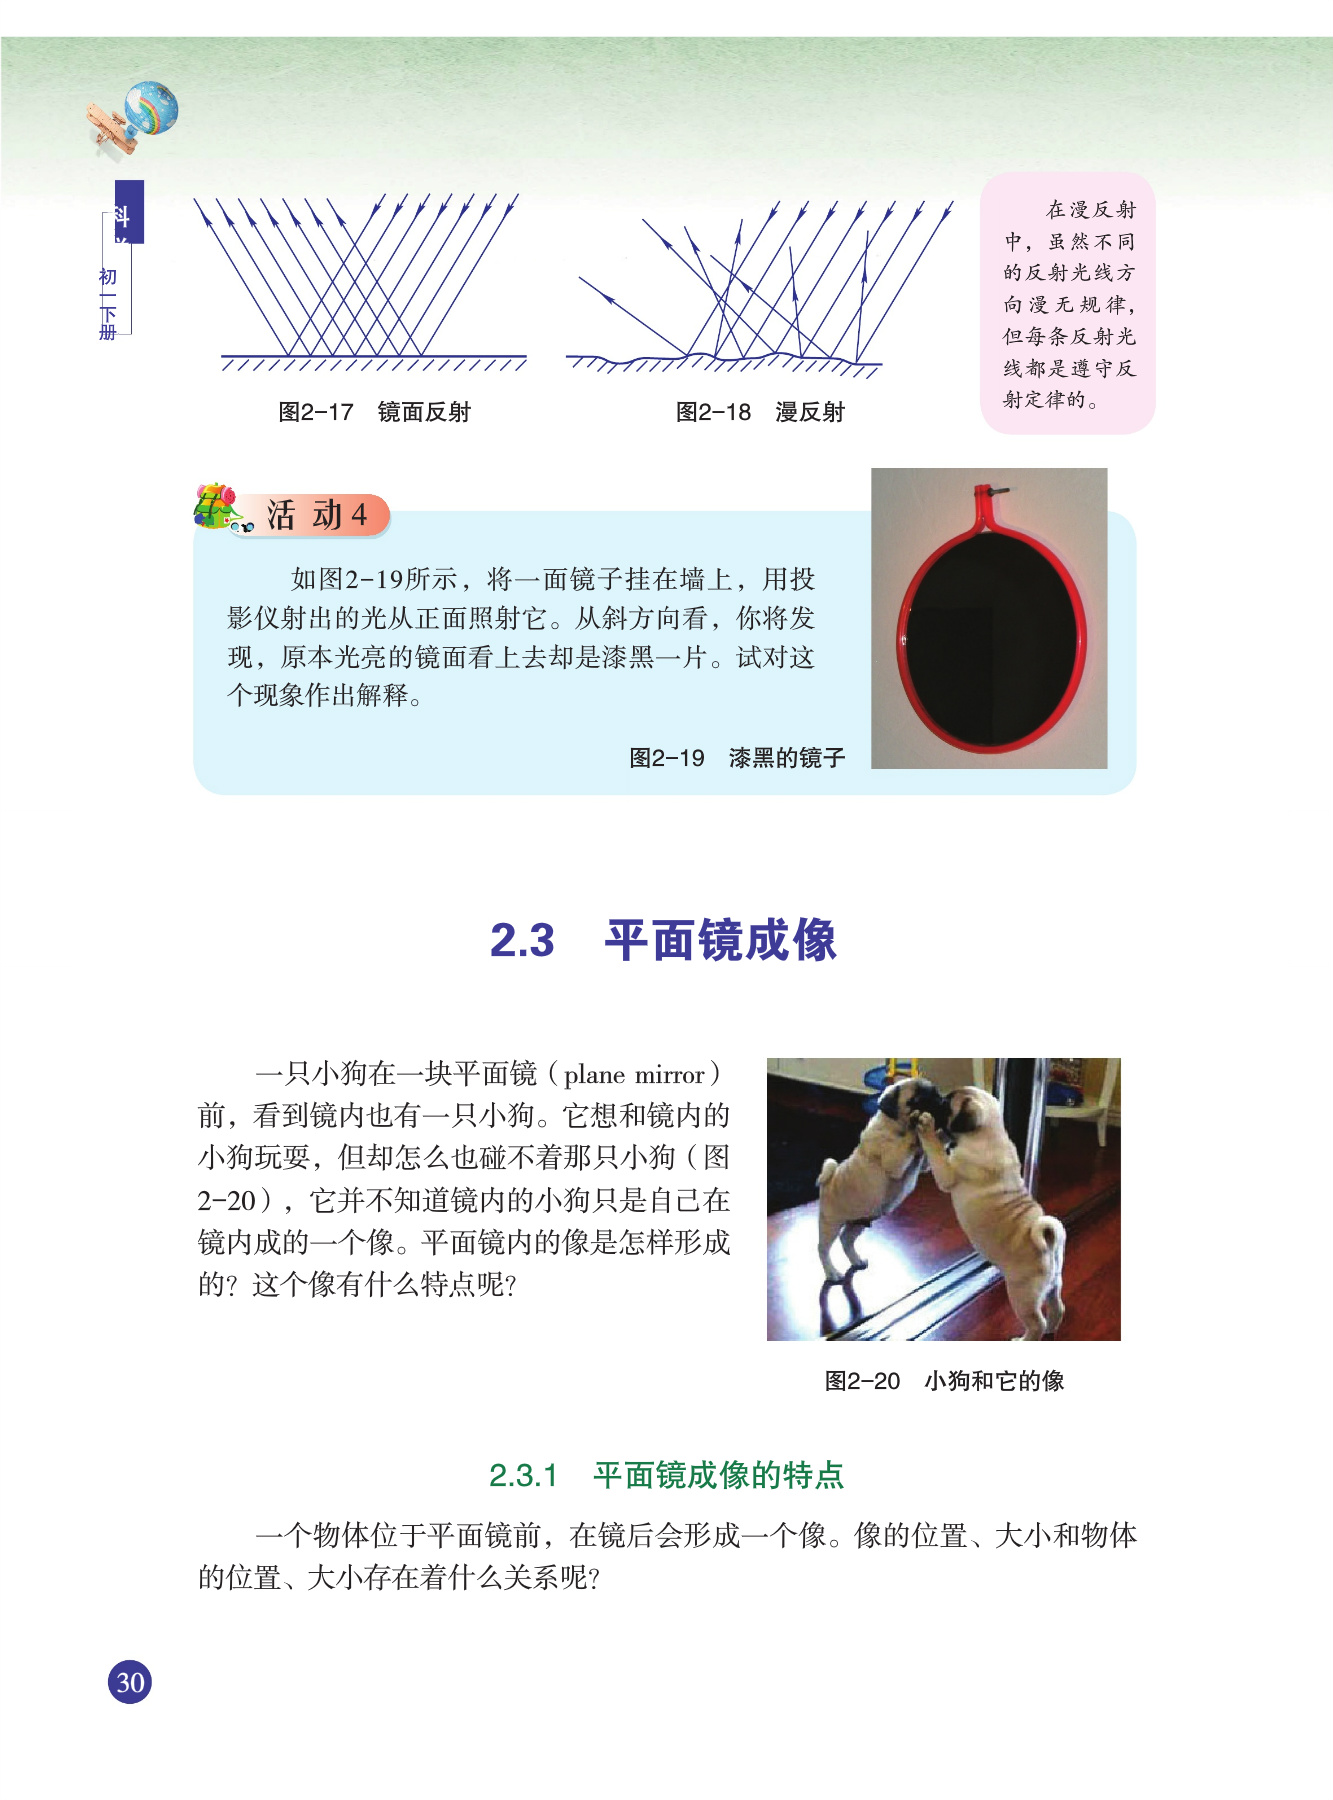 科
初一下册
在漫反射
中，虽然不同
的反射光线方
向漫无规律，
但每条反射光
线都是遵守反
射定律的。
图2-17　镜面反射
图2-18　漫反射
活 动 4
如图2-19所示，将一面镜子挂在墙上，用投
影仪射出的光从正面照射它。从斜方向看，你将发
现，原本光亮的镜面看上去却是漆黑一片。试对这
个现象作出解释。
图2-19　漆黑的镜子
2.3　平面镜成像
一只小狗在一块平面镜（plane mirror）
前，看到镜内也有一只小狗。它想和镜内的
小狗玩耍，但却怎么也碰不着那只小狗（图
2-20），它并不知道镜内的小狗只是自己在
镜内成的一个像。平面镜内的像是怎样形成
的？这个像有什么特点呢？
图2-20　小狗和它的像
2.3.1　平面镜成像的特点
一个物体位于平面镜前，在镜后会形成一个像。像的位置、大小和物体
的位置、大小存在着什么关系呢？
30